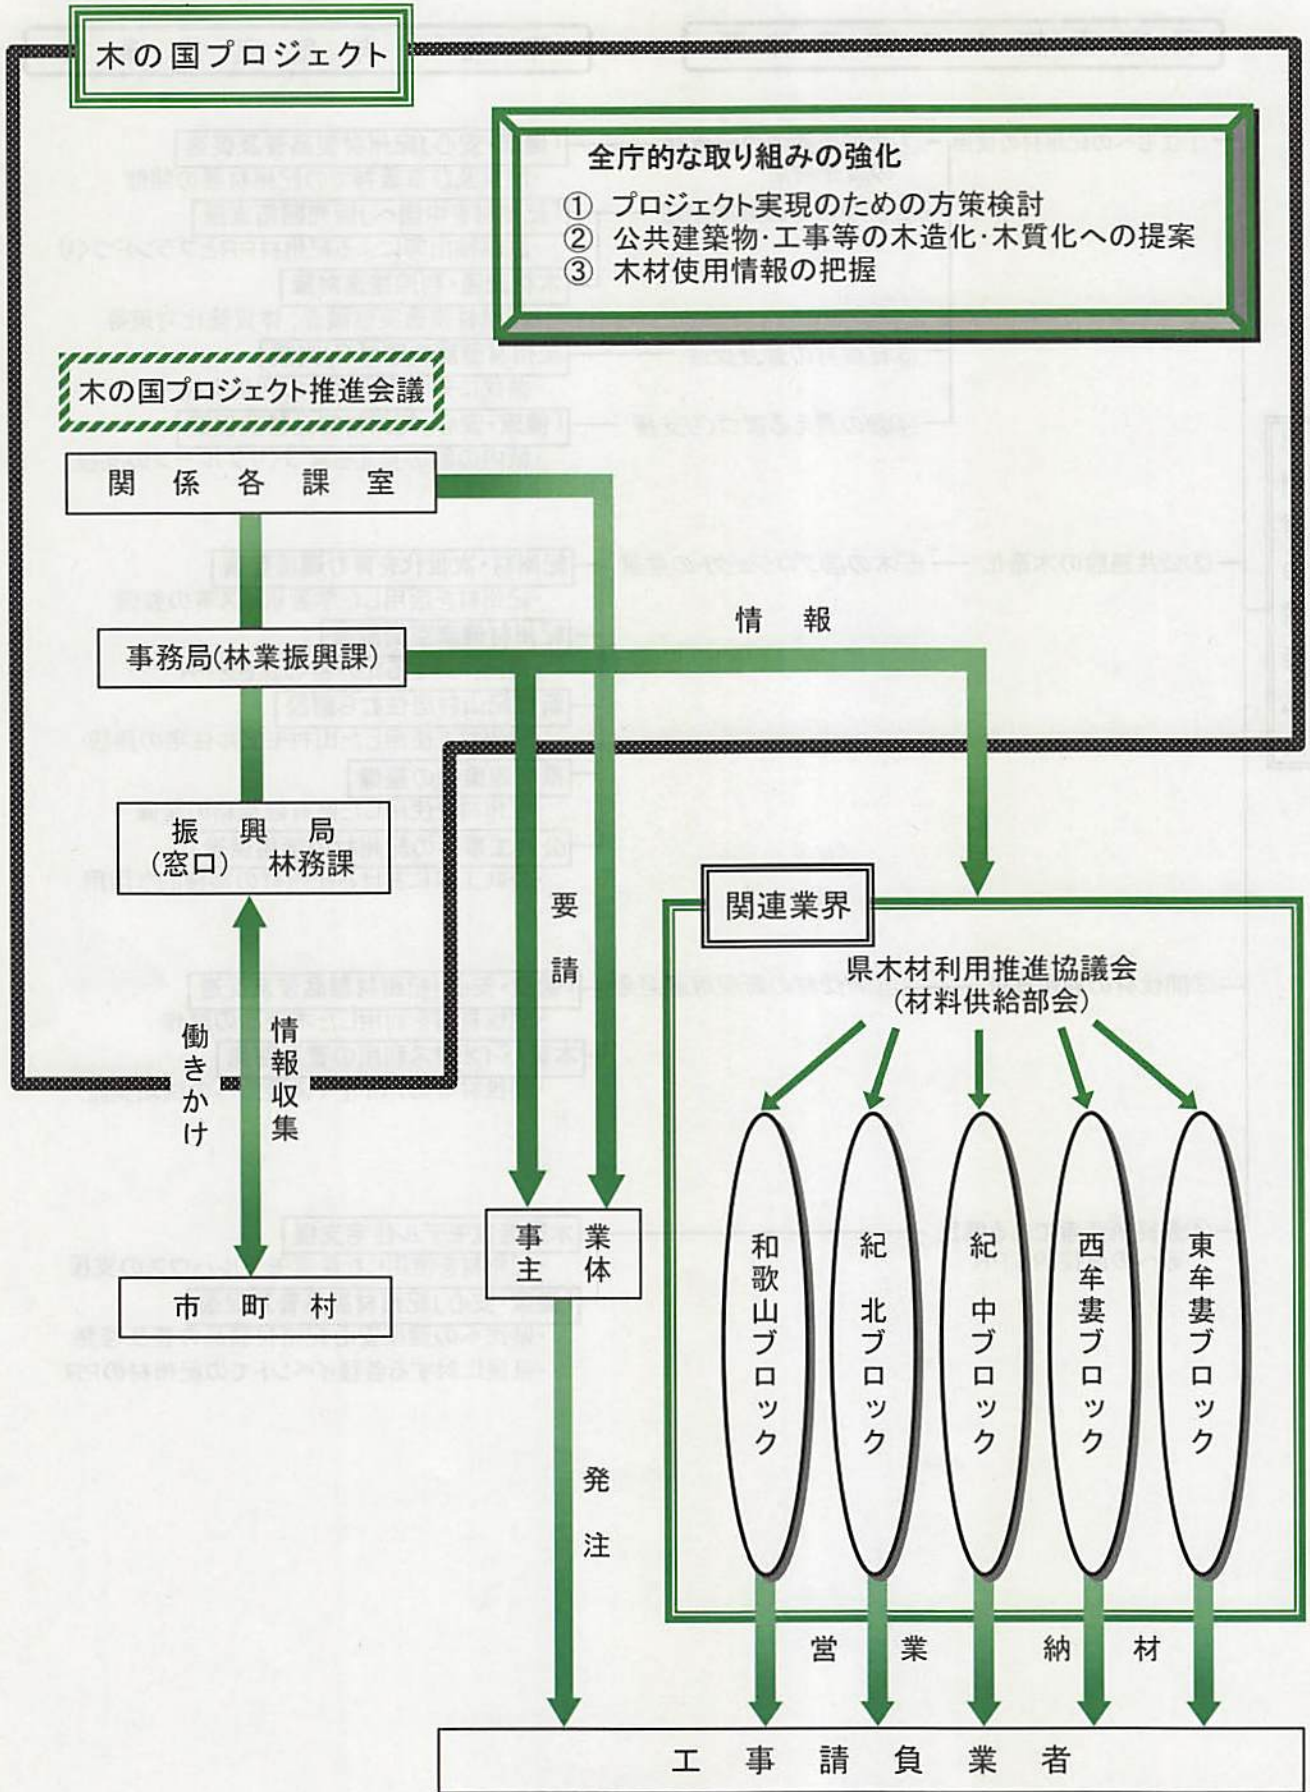 木の国プロジェクト
全庁的な取り組みの強化
① プロジェクト実現のための方策検討
② 公共建築物・工事等の木造化・木質化への提案
③ 木材使用情報の把握
木の国プロジェクト推進会議
関係各課室
情報
事務局(林業振興課)
振興局
(窓口) 林務課
要請
関連業界
県木材利用推進協議会
(材料供給部会)
働きかけ
情報収集
事業
主体
市町村
和歌山ブロック
紀北ブロック
紀中ブロック
西牟婁ブロック
東牟婁ブロック
発注
営業 納材
工事請負業者